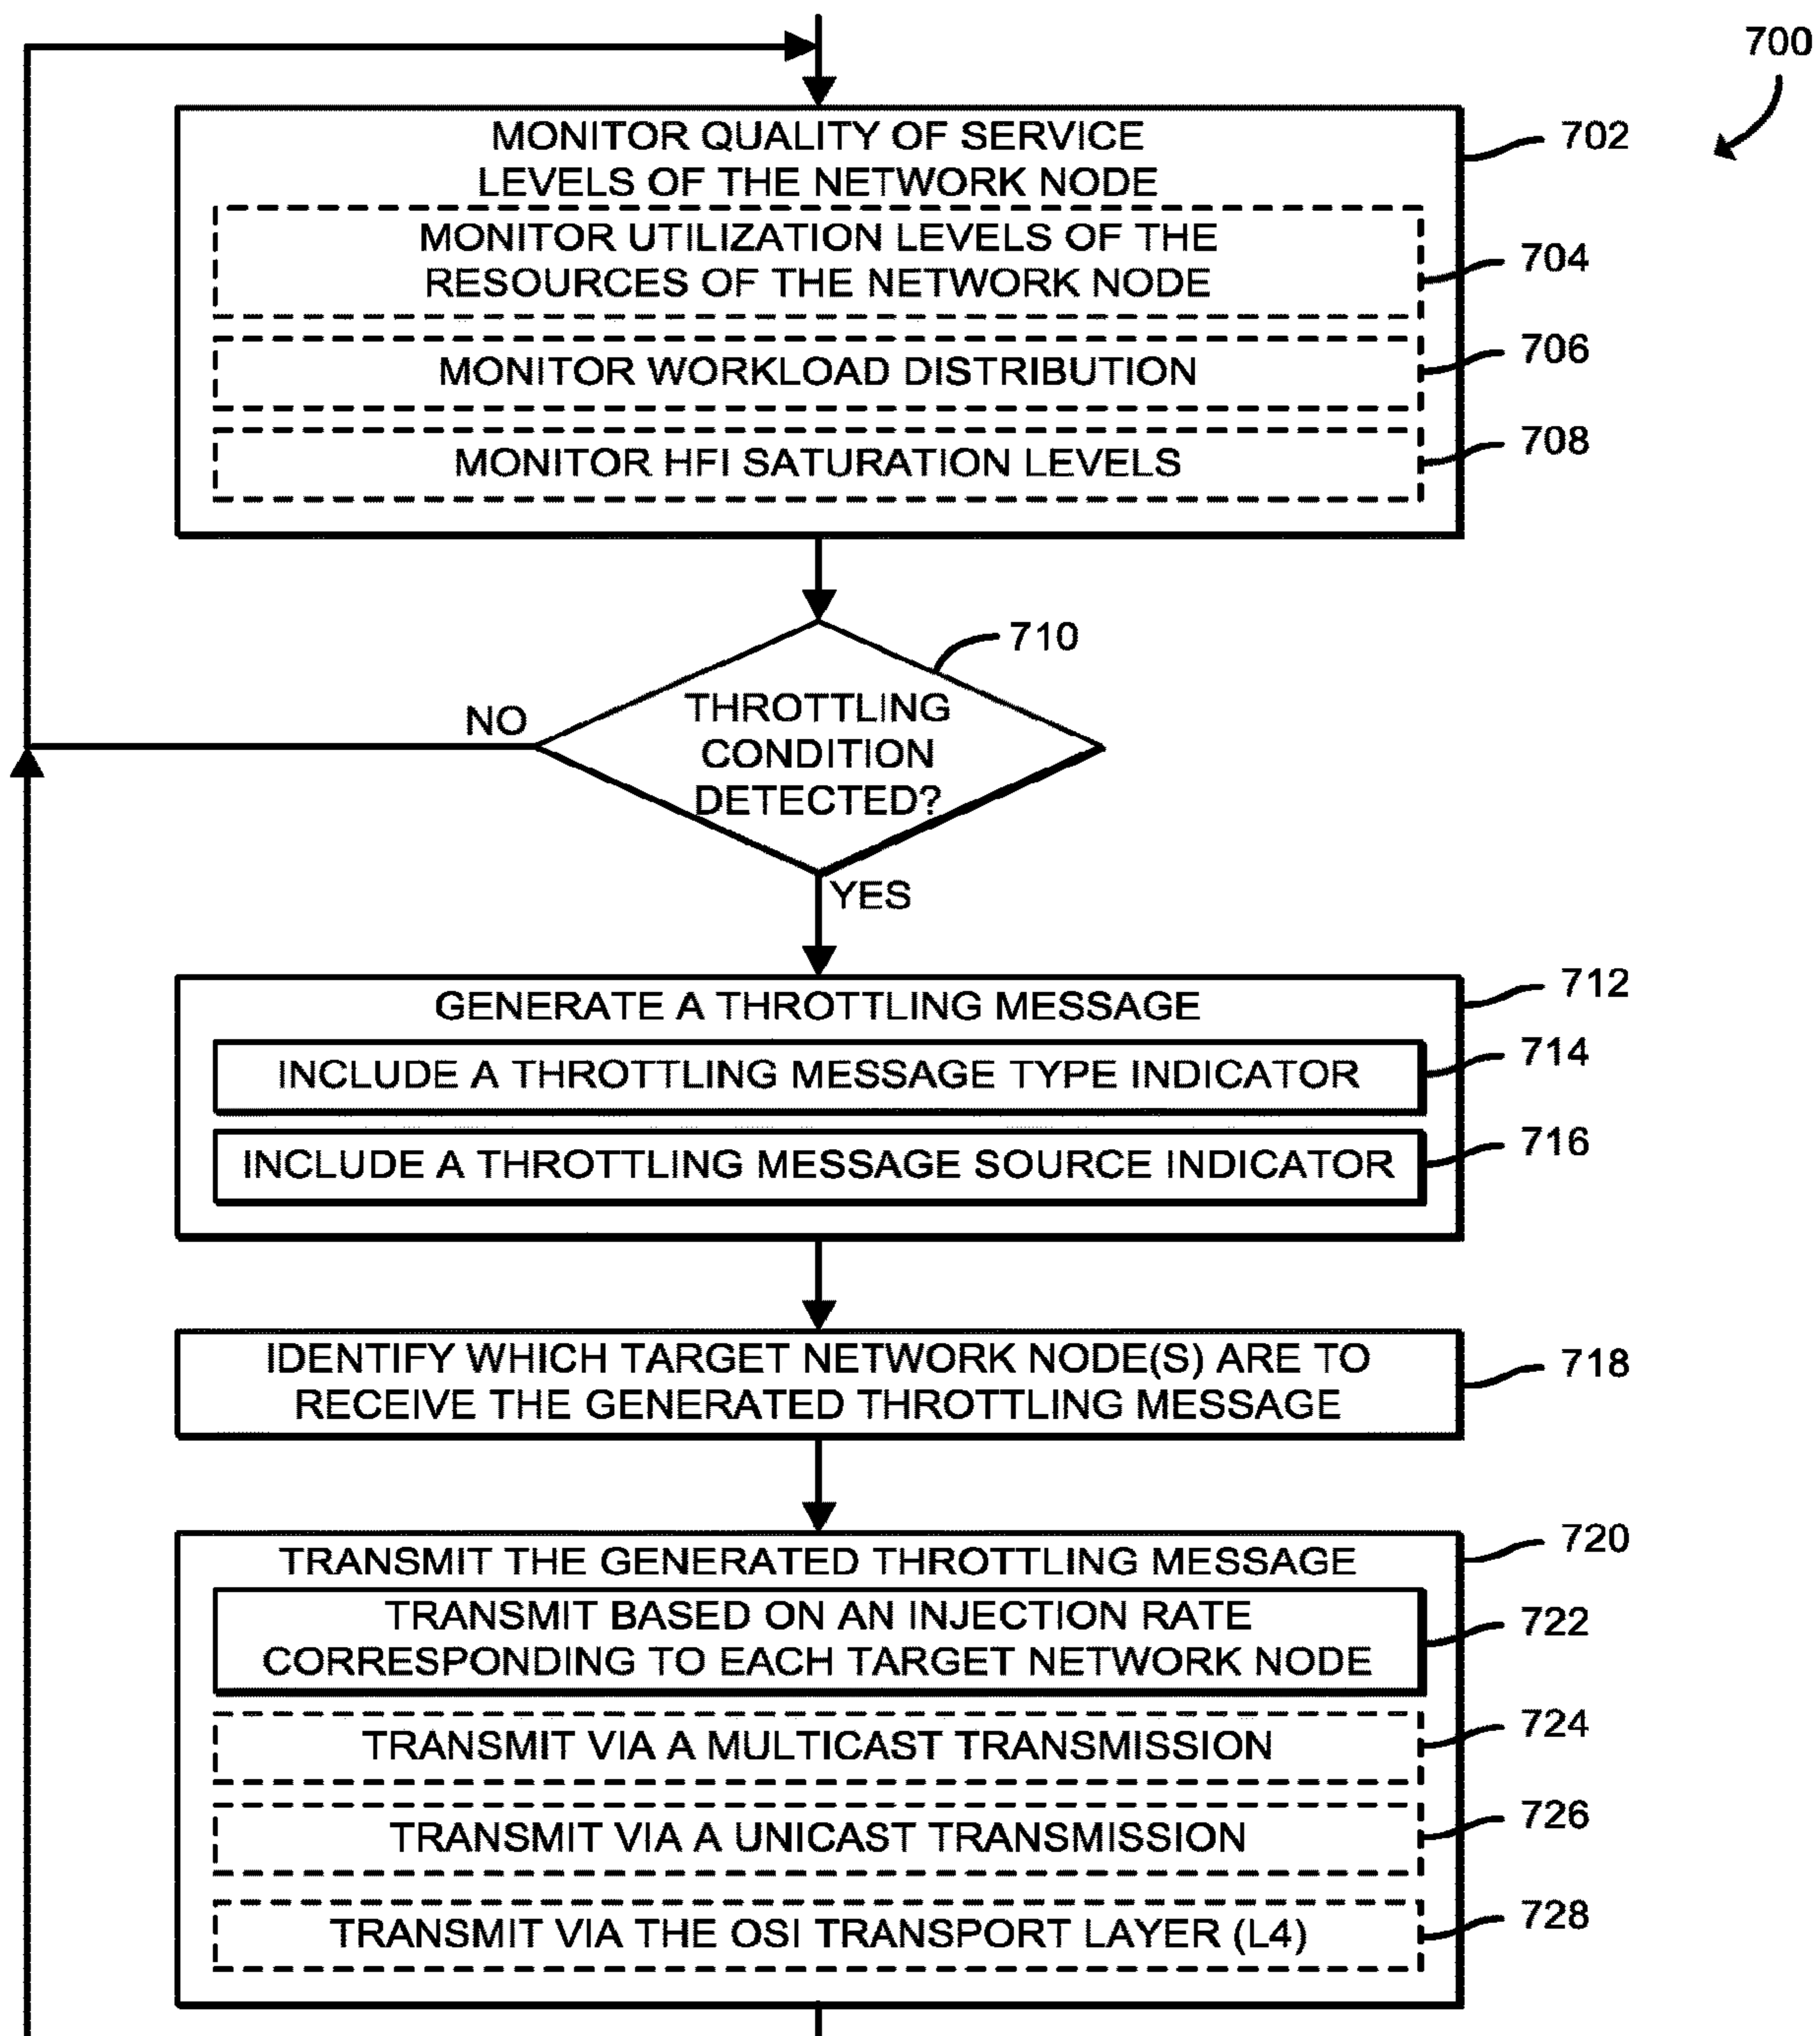 700
MONITOR QUALITY OF SERVICE
LEVELS OF THE NETWORK NODE
702
MONITOR UTILIZATION LEVELS OF THE
RESOURCES OF THE NETWORK NODE
704
MONITOR WORKLOAD DISTRIBUTION
706
MONITOR HFI SATURATION LEVELS
708
710
THROTTLING
CONDITION
DETECTED?
NO
YES
GENERATE A THROTTLING MESSAGE
712
INCLUDE A THROTTLING MESSAGE TYPE INDICATOR
714
INCLUDE A THROTTLING MESSAGE SOURCE INDICATOR
716
IDENTIFY WHICH TARGET NETWORK NODE(S) ARE TO
RECEIVE THE GENERATED THROTTLING MESSAGE
718
TRANSMIT THE GENERATED THROTTLING MESSAGE
720
TRANSMIT BASED ON AN INJECTION RATE
CORRESPONDING TO EACH TARGET NETWORK NODE
722
TRANSMIT VIA A MULTICAST TRANSMISSION
724
TRANSMIT VIA A UNICAST TRANSMISSION
726
TRANSMIT VIA THE OSI TRANSPORT LAYER (L4)
728